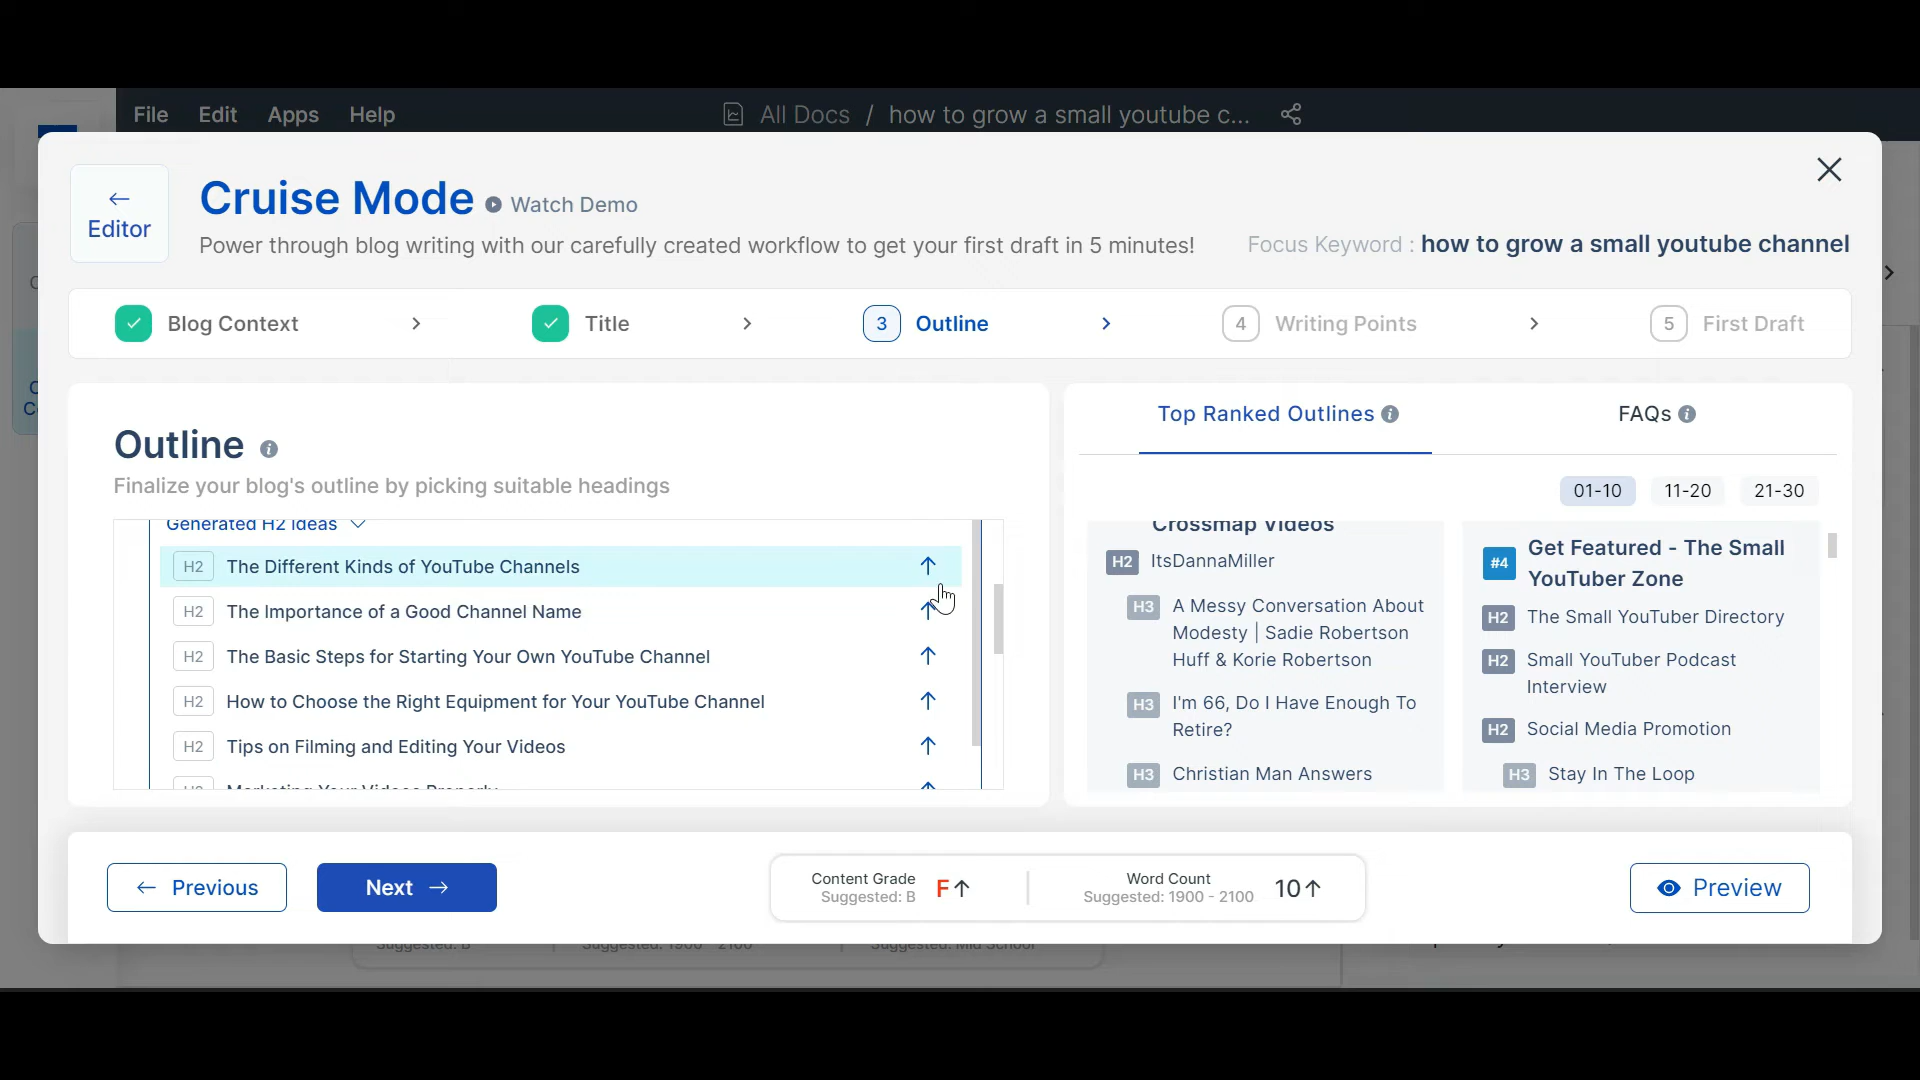 File Edit Apps Help
All Docs / how to grow a small youtube c...
← Editor
Cruise Mode Watch Demo
Power through blog writing with our carefully created workflow to get your first draft in 5 minutes!
Focus Keyword : how to grow a small youtube channel
Blog Context > Title > 3 Outline > 4 Writing Points > 5 First Draft
Outline
Finalize your blog's outline by picking suitable headings
Generated H2 Ideas
H2 The Different Kinds of YouTube Channels
H2 The Importance of a Good Channel Name
H2 The Basic Steps for Starting Your Own YouTube Channel
H2 How to Choose the Right Equipment for Your YouTube Channel
H2 Tips on Filming and Editing Your Videos
H2 Marketing Your Videos Properly
Top Ranked Outlines
FAQs
01-10 11-20 21-30
Crossmap Videos
H2 ItsDannaMiller
H3 A Messy Conversation About
Modesty | Sadie Robertson
Huff & Korie Robertson
H3 I'm 66, Do I Have Enough To
Retire?
H3 Christian Man Answers
#4 Get Featured - The Small
YouTuber Zone
H2 The Small YouTuber Directory
H2 Small YouTuber Podcast
Interview
H2 Social Media Promotion
H3 Stay In The Loop
← Previous
Next →
Content Grade
Suggested: B
F↑
Word Count
Suggested: 1900 - 2100
10↑
Preview
Suggested: B
Suggested: 1900 - 2100
Suggested: Mid School